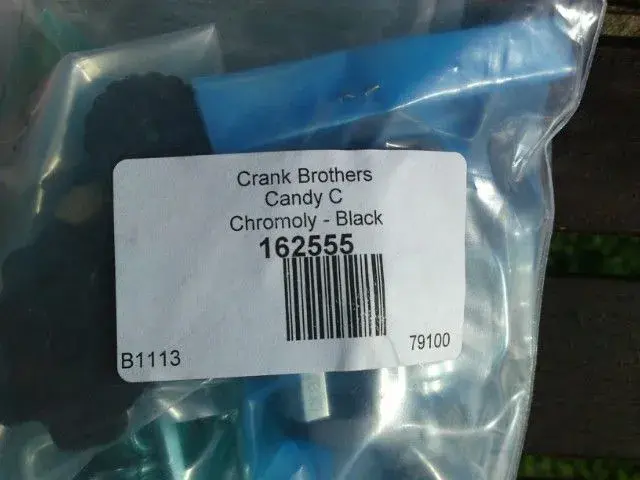 Crank Brothers
Candy C
Chromoly - Black
162555
B1113
79100